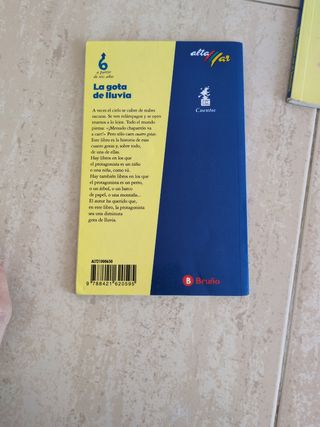 6
a partir
de seis años
alta Mar
La gota
de lluvia
Cuentos
A veces el cielo se cubre de nubes
oscuras. Se ven relámpagos y se oyen
truenos a lo lejos. Todo el mundo
piensa: «¡Menudo chaparrón va
a caer!» Pero sólo caen cuatro gotas.
Este libro es la historia de esas
cuatro gotas y, sobre todo,
de una de ellas.
Hay libros en los que
el protagonista es un niño
o una niña, como tú.
Hay también libros en los que
el protagonista es un perro,
o un árbol, o un barco
de papel, o una montaña...
El autor ha querido que,
en este libro, la protagonista
sea una diminuta
gota de lluvia.
B Bruño
9 788421 620595